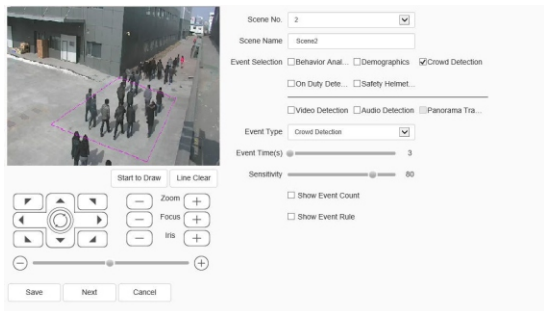 Scene No. 2
Scene Name Scene2
Event Selection Behavior Anal... Demographics Crowd Detection
On Duty Dete... Safety Helmet...
Video Detection Audio Detection Panorama Tra...
Event Type Crowd Detection
Event Time(s) 3
Sensitivity 80
Show Event Count
Show Event Rule
Start to Draw Line Clear
Zoom
Focus
Iris
Save Next Cancel